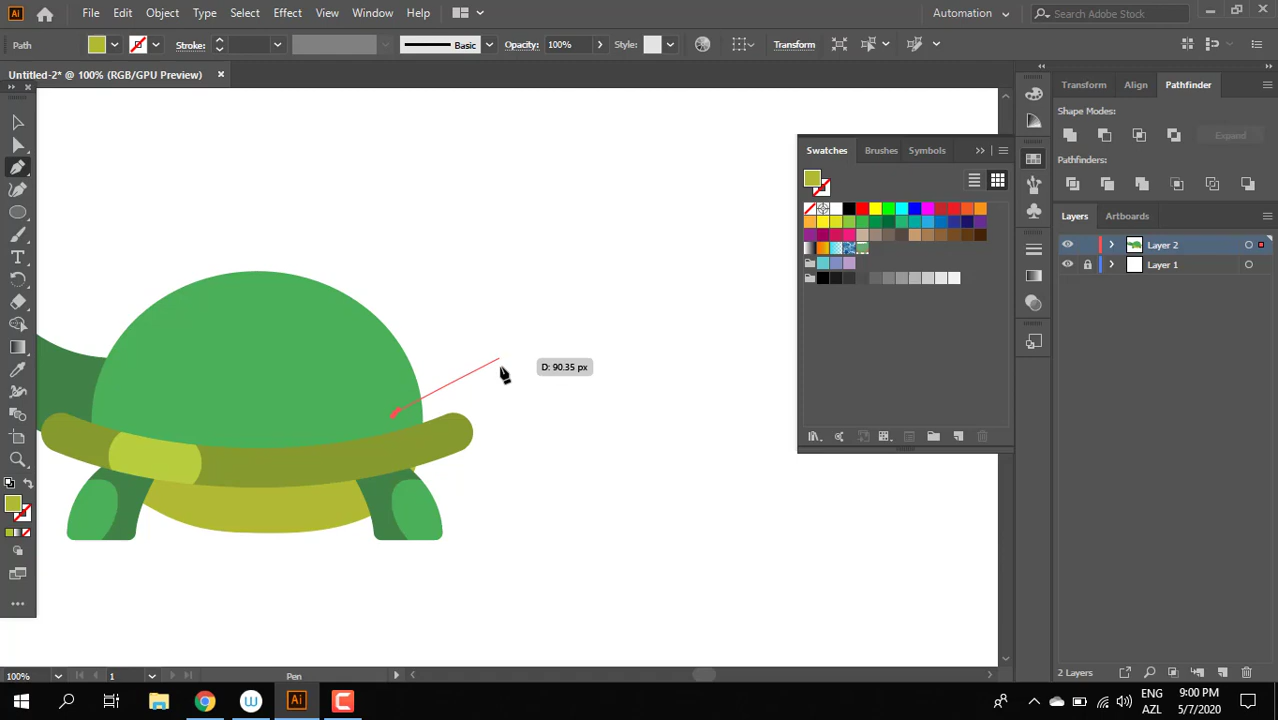 Ai File Edit Object Type Select Effect View Window Help Automation Search Adobe Stock
Path Stroke: Basic Opacity: 100% Style: Transform
Untitled-2* @ 100% (RGB/GPU Preview)
Transform Align Pathfinder
Shape Modes:
Expand
Swatches Brushes Symbols
Pathfinders:
Layers Artboards
Layer 2
Layer 1
D: 90.35 px
2 Layers
100% 1 Pen
Ai
ENG 9:00 PM
AZL 5/7/2020